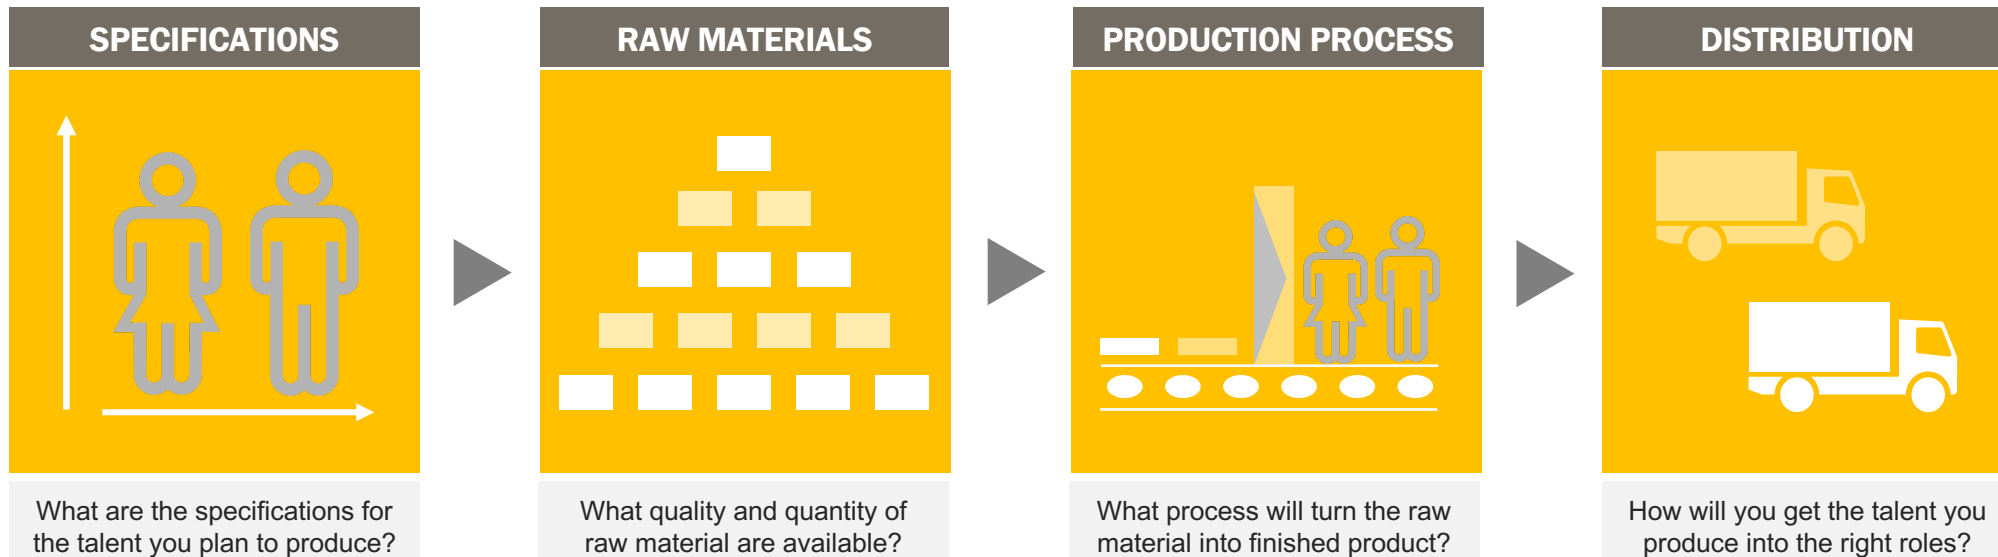 SPECIFICATIONS
What are the specifications for
the talent you plan to produce?
RAW MATERIALS
What quality and quantity of
raw material are available?
PRODUCTION PROCESS
What process will turn the raw
material into finished product?
DISTRIBUTION
How will you get the talent you
produce into the right roles?